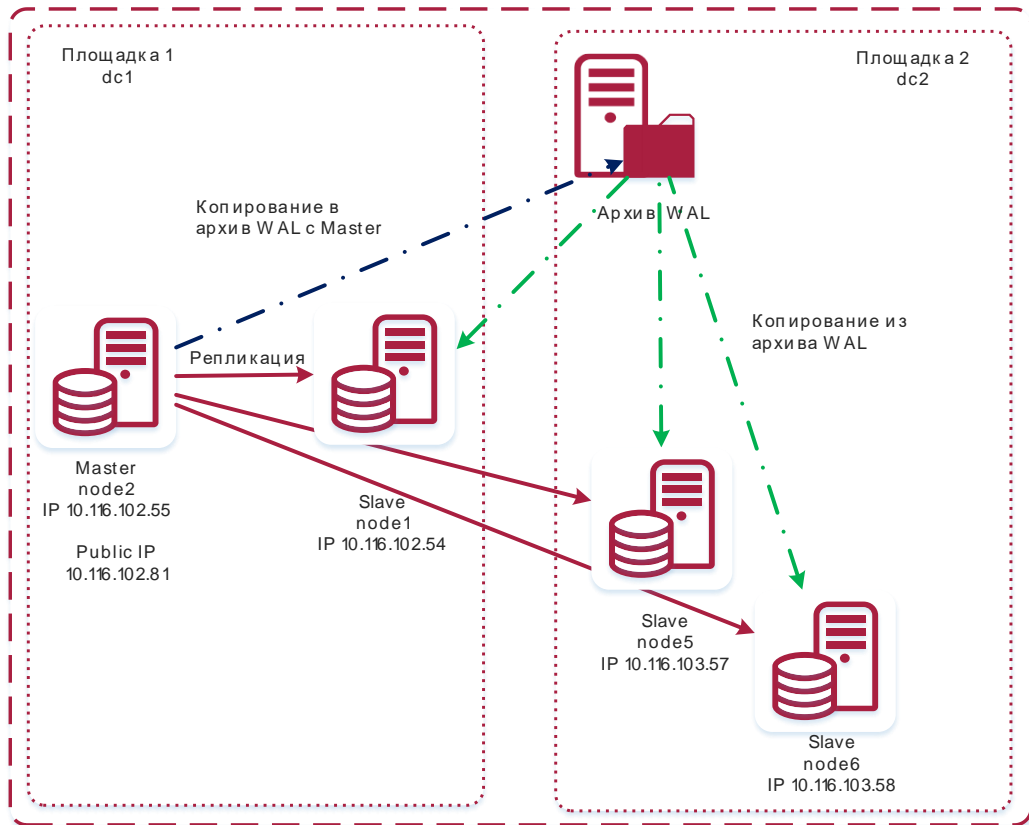 Площадка 1
dc1
Площадка 2
dc2
Копирование в
архив WAL с Master
Архив WAL
Копирование из
архива WAL
Репликация
Master
node2
IP 10.116.102.55
Public IP
10.116.102.81
Slave
node1
IP 10.116.102.54
Slave
node5
IP 10.116.103.57
Slave
node6
IP 10.116.103.58